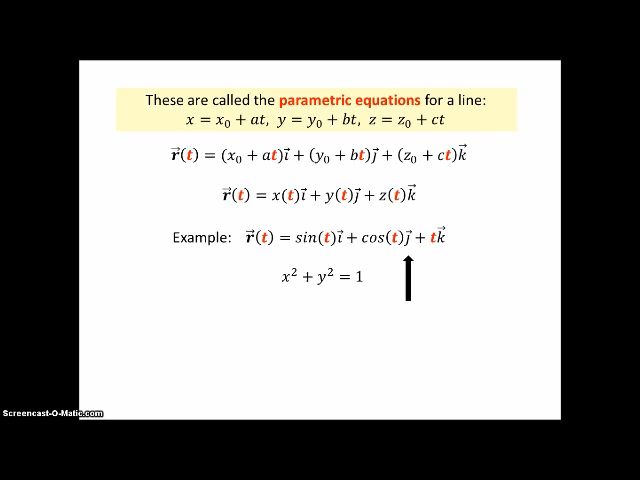 These are called the parametric equations for a line:
x = x₀ + at, y = y₀ + bt, z = z₀ + ct
r⃗(t) = (x₀ + at)i⃗ + (y₀ + bt)j⃗ + (z₀ + ct)k⃗
r⃗(t) = x(t)i⃗ + y(t)j⃗ + z(t)k⃗
Example: r⃗(t) = sin(t)i⃗ + cos(t)j⃗ + tk⃗
x² + y² = 1
Screencast-O-Matic.com